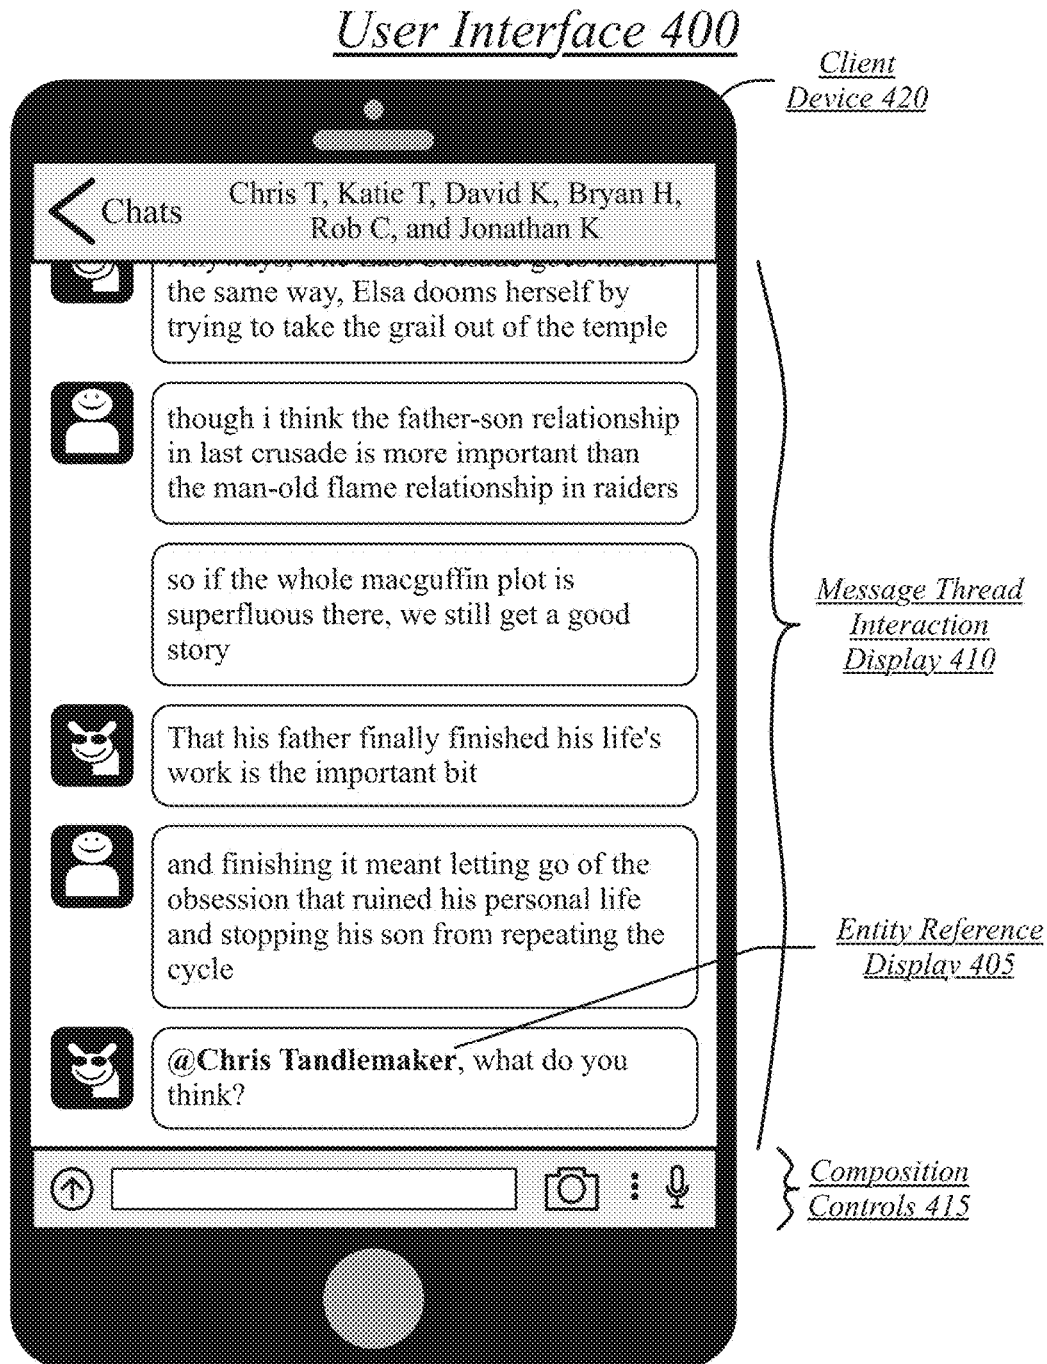 User Interface 400
Client
Device 420
Chats
Chris T, Katie T, David K, Bryan H,
Rob C, and Jonathan K
the same way, Elsa dooms herself by
trying to take the grail out of the temple
though i think the father-son relationship
in last crusade is more important than
the man-old flame relationship in raiders
so if the whole macguffin plot is
superfluous there, we still get a good
story
Message Thread
Interaction
Display 410
That his father finally finished his life's
work is the important bit
and finishing it meant letting go of the
obsession that ruined his personal life
and stopping his son from repeating the
cycle
Entity Reference
Display 405
@Chris Tandlemaker, what do you
think?
Composition
Controls 415